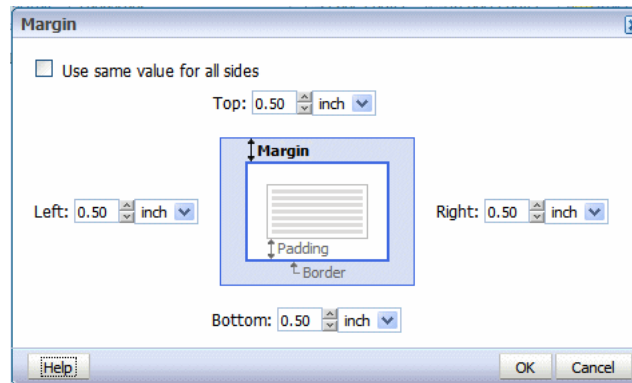 Margin
Use same value for all sides
Top: 0.50 inch
Margin
Left: 0.50 inch
Right: 0.50 inch
Padding
Border
Bottom: 0.50 inch
Help
OK
Cancel